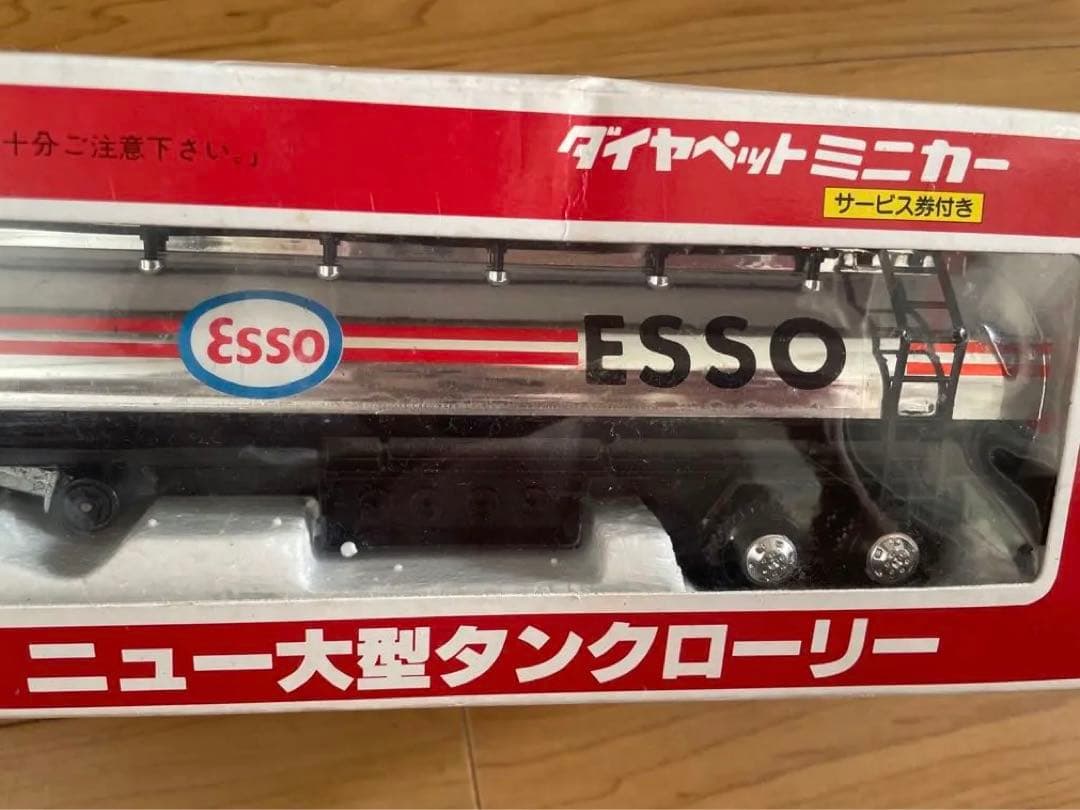 十分ご注意下さい。」
ダイヤペットミニカー
サービス券付き
Esso ESSO
ニュー大型タンクローリー